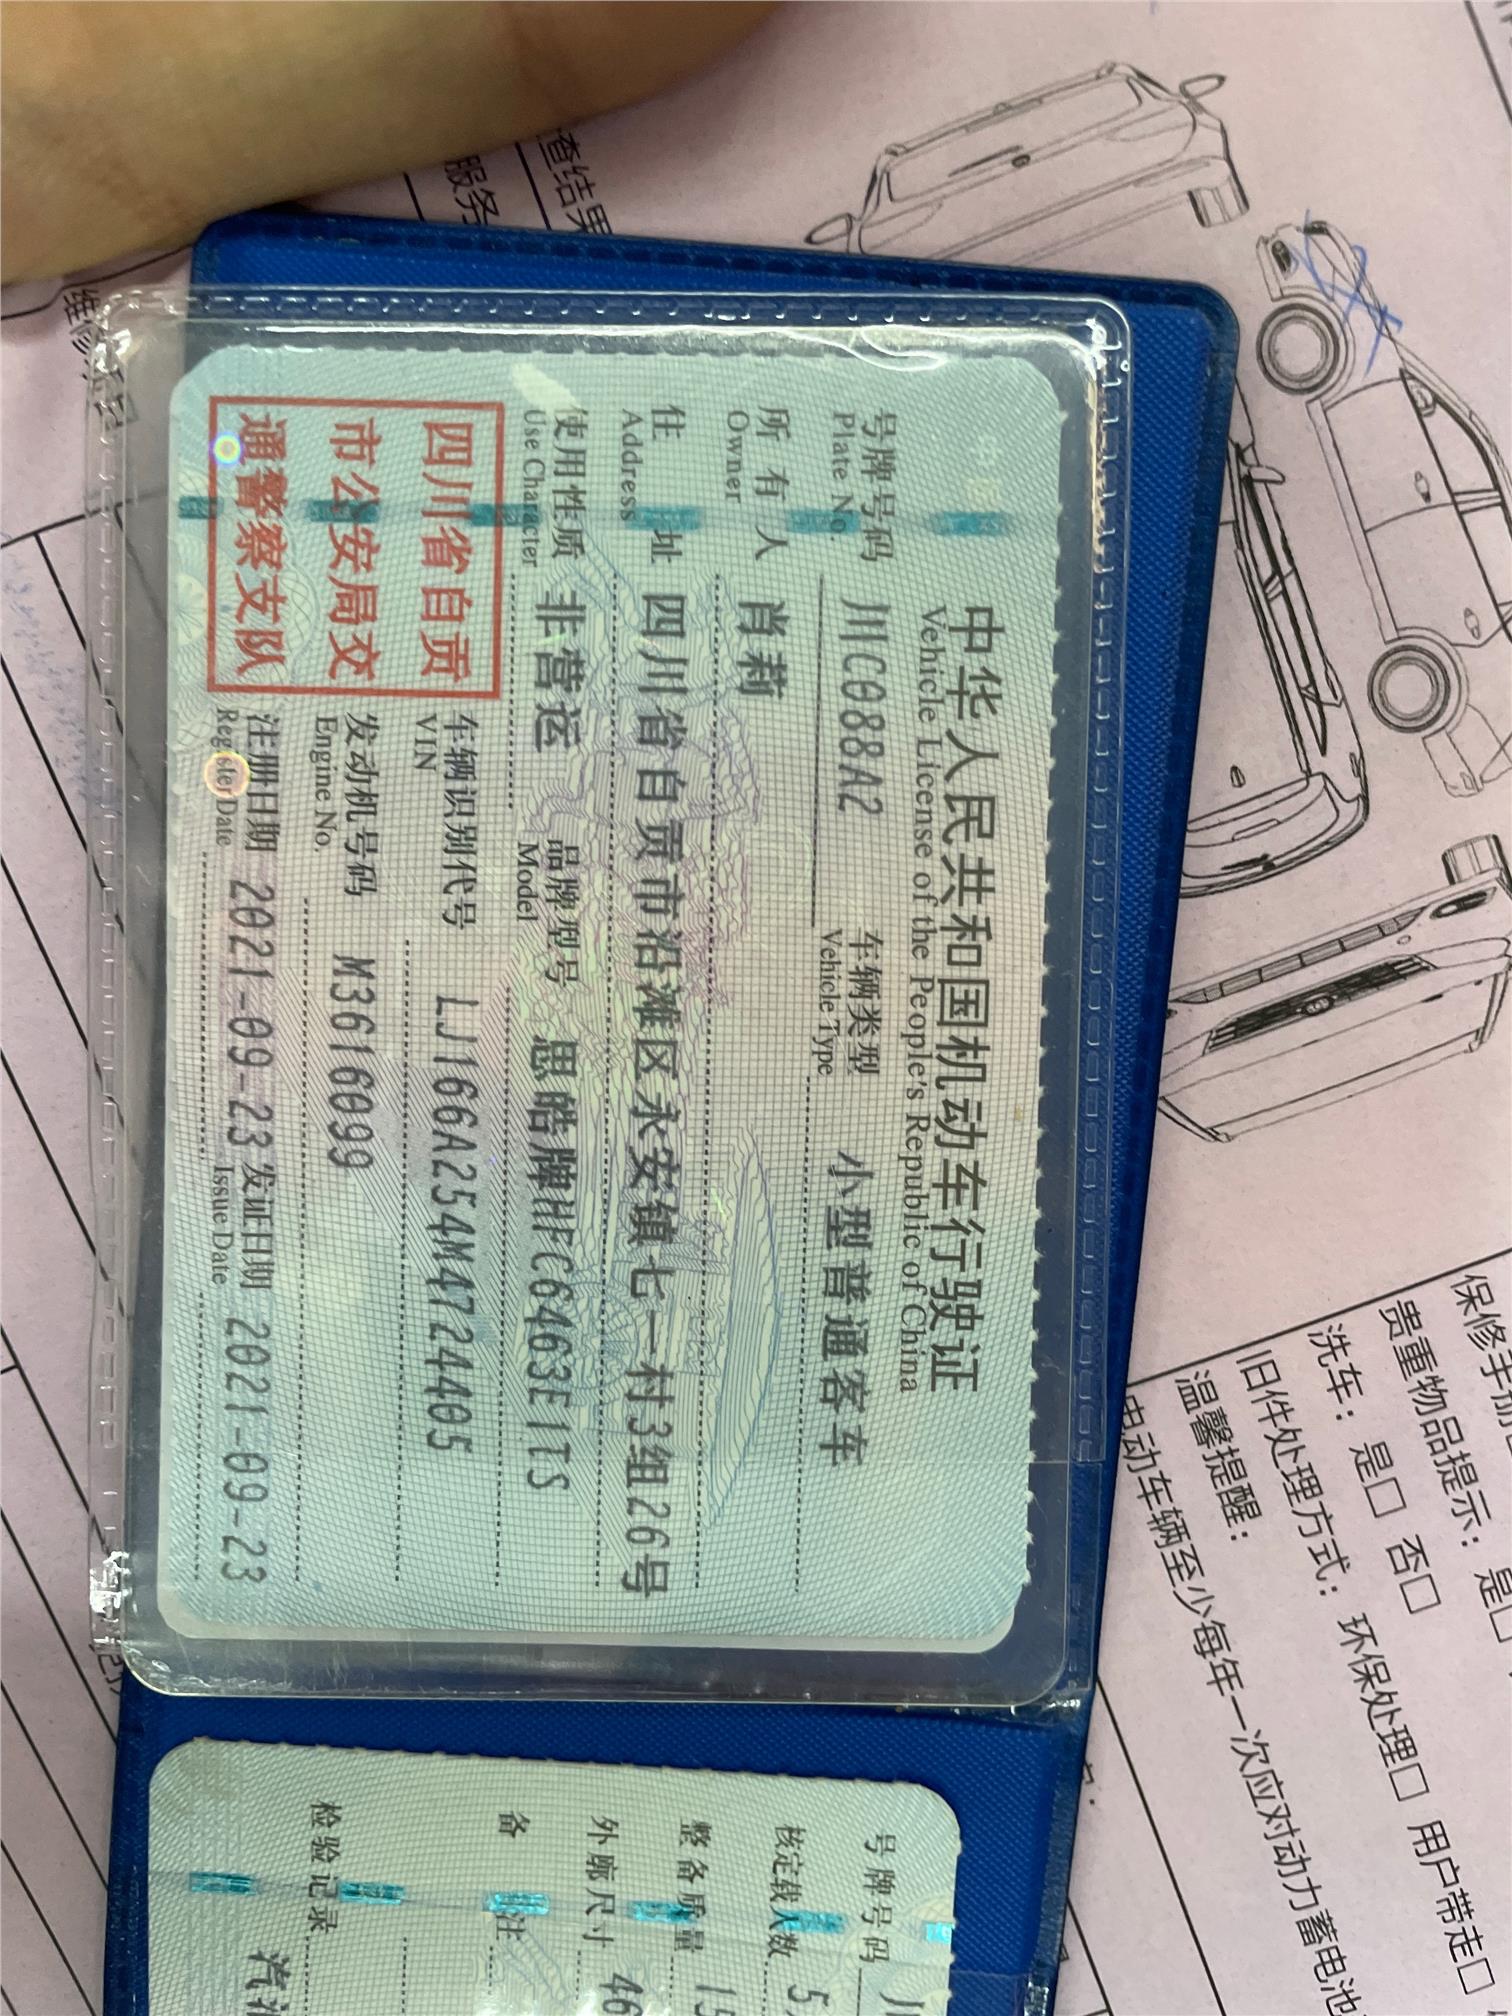 中华人民共和国机动车行驶证
Vehicle License of the People's Republic of China
号牌号码 川C088A2 车辆类型 小型普通客车
Plate No. Vehicle Type
所有人 肖莉
Owner
住址 四川省自贡市沿滩区永安镇七一村3组26号
Address
使用性质 非营运 品牌型号 思皓牌HFC6463E1TS
Use Character Model
四川省自贡
市公安局交
通警察支队
车辆识别代号 LJ166A254M4724405
VIN
发动机号码 M3616099
Engine No.
注册日期 2021-09-23 发证日期 2021-09-23
Register Date Issue Date
号牌号码
核定载人数 5
整备质量 15
外廓尺寸 46
备注
检验记录
查结果
服务
保修手册
贵重物品提示：是□
洗车：是□ 否□
旧件处理方式：环保处理□ 用户带走□
温馨提醒：
电动车辆至少每年一次应对动力蓄电池